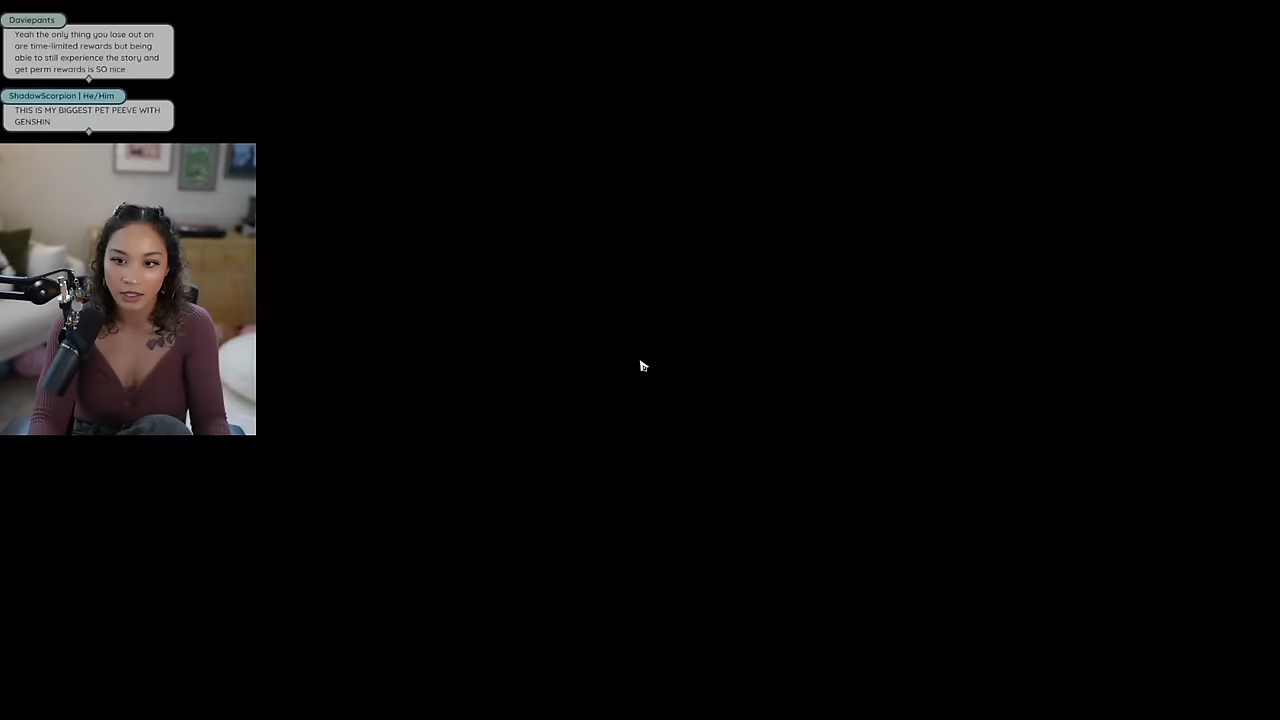 Daviepants
Yeah the only thing you lose out on
are time-limited rewards but being
able to still experience the story and
get perm rewards is SO nice
ShadowScorpion | He/Him
THIS IS MY BIGGEST PET PEEVE WITH
GENSHIN